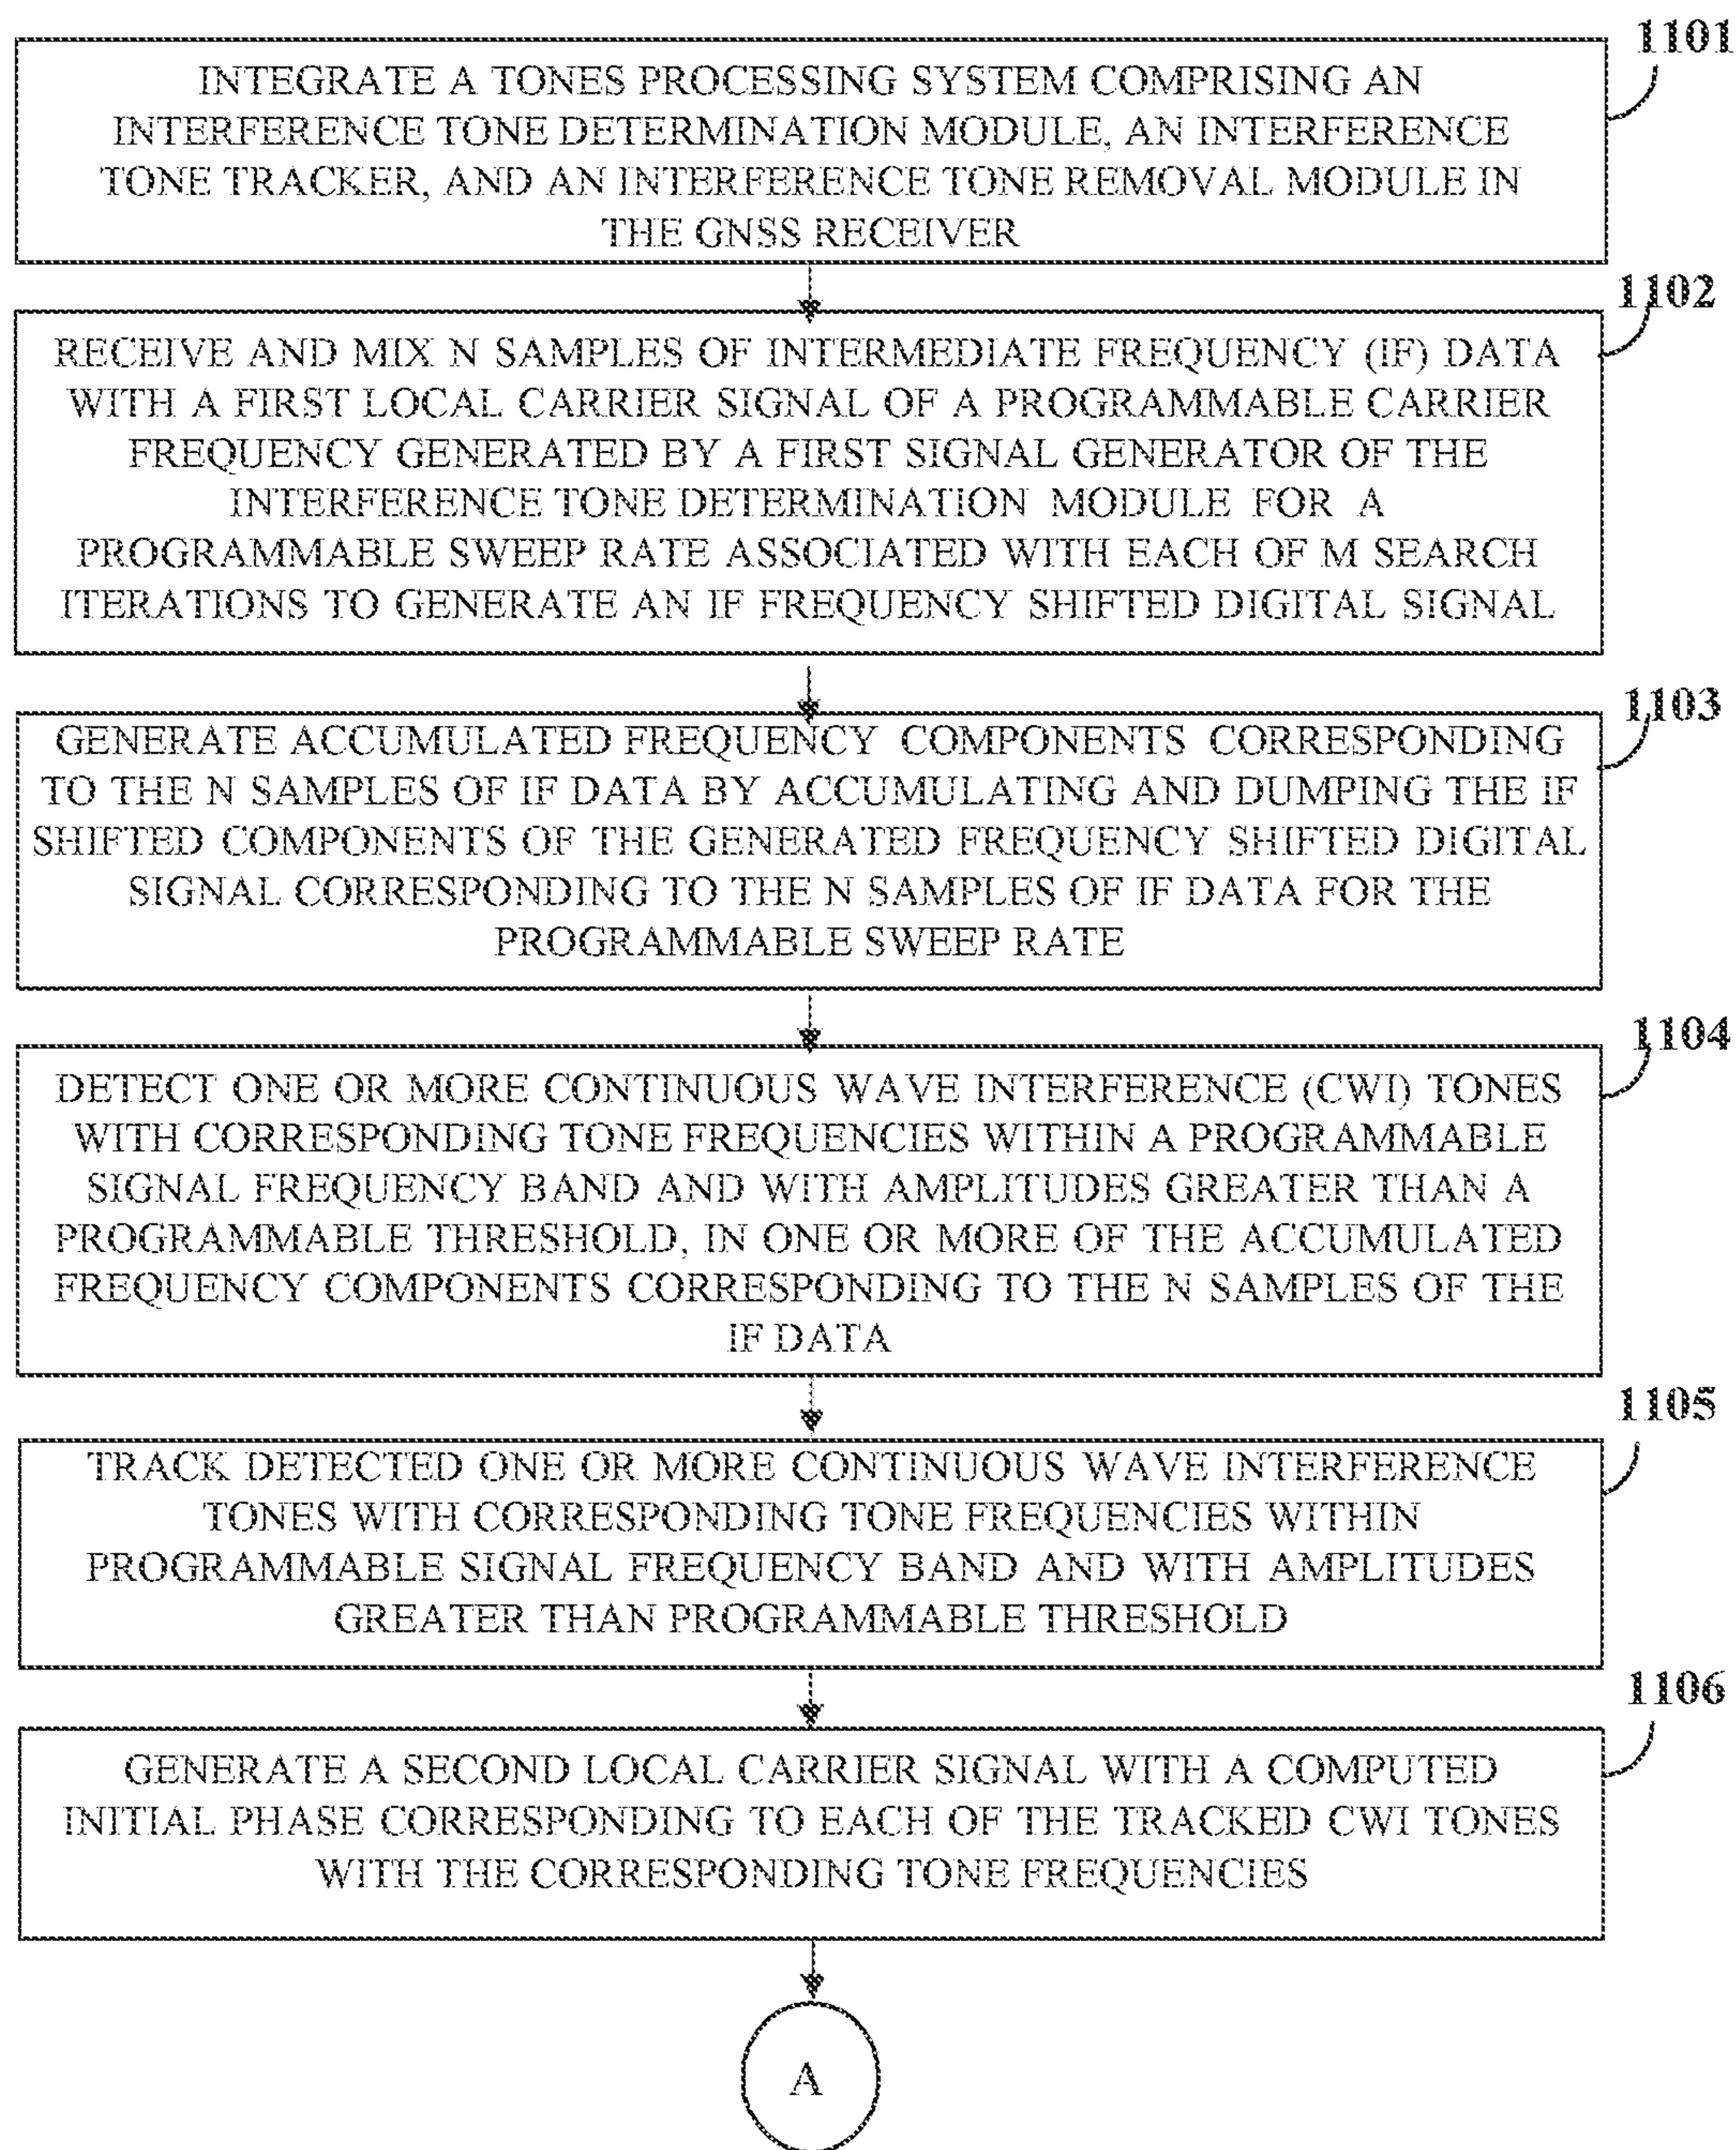 1101
INTEGRATE A TONES PROCESSING SYSTEM COMPRISING AN
INTERFERENCE TONE DETERMINATION MODULE, AN INTERFERENCE
TONE TRACKER, AND AN INTERFERENCE TONE REMOVAL MODULE IN
THE GNSS RECEIVER
1102
RECEIVE AND MIX N SAMPLES OF INTERMEDIATE FREQUENCY (IF) DATA
WITH A FIRST LOCAL CARRIER SIGNAL OF A PROGRAMMABLE CARRIER
FREQUENCY GENERATED BY A FIRST SIGNAL GENERATOR OF THE
INTERFERENCE TONE DETERMINATION MODULE FOR A
PROGRAMMABLE SWEEP RATE ASSOCIATED WITH EACH OF M SEARCH
ITERATIONS TO GENERATE AN IF FREQUENCY SHIFTED DIGITAL SIGNAL
1103
GENERATE ACCUMULATED FREQUENCY COMPONENTS CORRESPONDING
TO THE N SAMPLES OF IF DATA BY ACCUMULATING AND DUMPING THE IF
SHIFTED COMPONENTS OF THE GENERATED FREQUENCY SHIFTED DIGITAL
SIGNAL CORRESPONDING TO THE N SAMPLES OF IF DATA FOR THE
PROGRAMMABLE SWEEP RATE
1104
DETECT ONE OR MORE CONTINUOUS WAVE INTERFERENCE (CWI) TONES
WITH CORRESPONDING TONE FREQUENCIES WITHIN A PROGRAMMABLE
SIGNAL FREQUENCY BAND AND WITH AMPLITUDES GREATER THAN A
PROGRAMMABLE THRESHOLD, IN ONE OR MORE OF THE ACCUMULATED
FREQUENCY COMPONENTS CORRESPONDING TO THE N SAMPLES OF THE
IF DATA
1105
TRACK DETECTED ONE OR MORE CONTINUOUS WAVE INTERFERENCE
TONES WITH CORRESPONDING TONE FREQUENCIES WITHIN
PROGRAMMABLE SIGNAL FREQUENCY BAND AND WITH AMPLITUDES
GREATER THAN PROGRAMMABLE THRESHOLD
1106
GENERATE A SECOND LOCAL CARRIER SIGNAL WITH A COMPUTED
INITIAL PHASE CORRESPONDING TO EACH OF THE TRACKED CWI TONES
WITH THE CORRESPONDING TONE FREQUENCIES
A